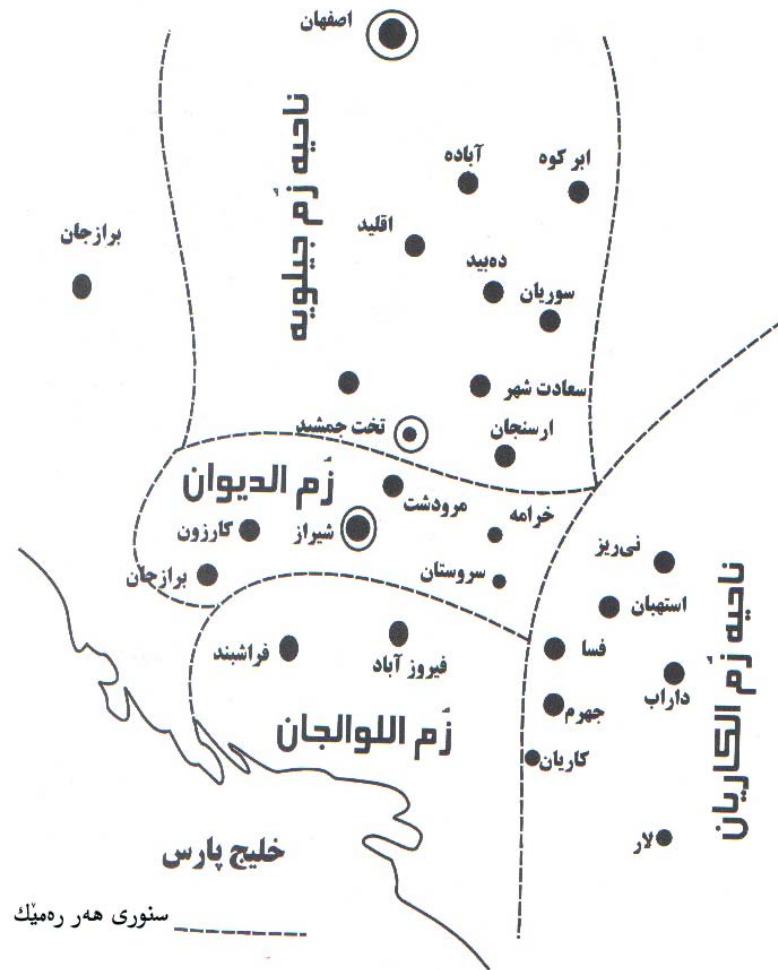 اصفهان
ناحیه زُم جیلویه
آباده
ابر کوه
اقلید
برازجان
ده‌بید
سوریان
سعادت شهر
تخت جمشید
ارسنجان
زُم الدیوان
مرودشت
خرامه
کارزون
شیراز
نی‌ریز
برازجان
سروستان
استهبان
ناحیه زُم الکاریان
فراشبند
فیروز آباد
فسا
داراب
جهرم
زُم اللوالجان
کاریان
لار
خلیج پارس
سنوری هەر رەمێك